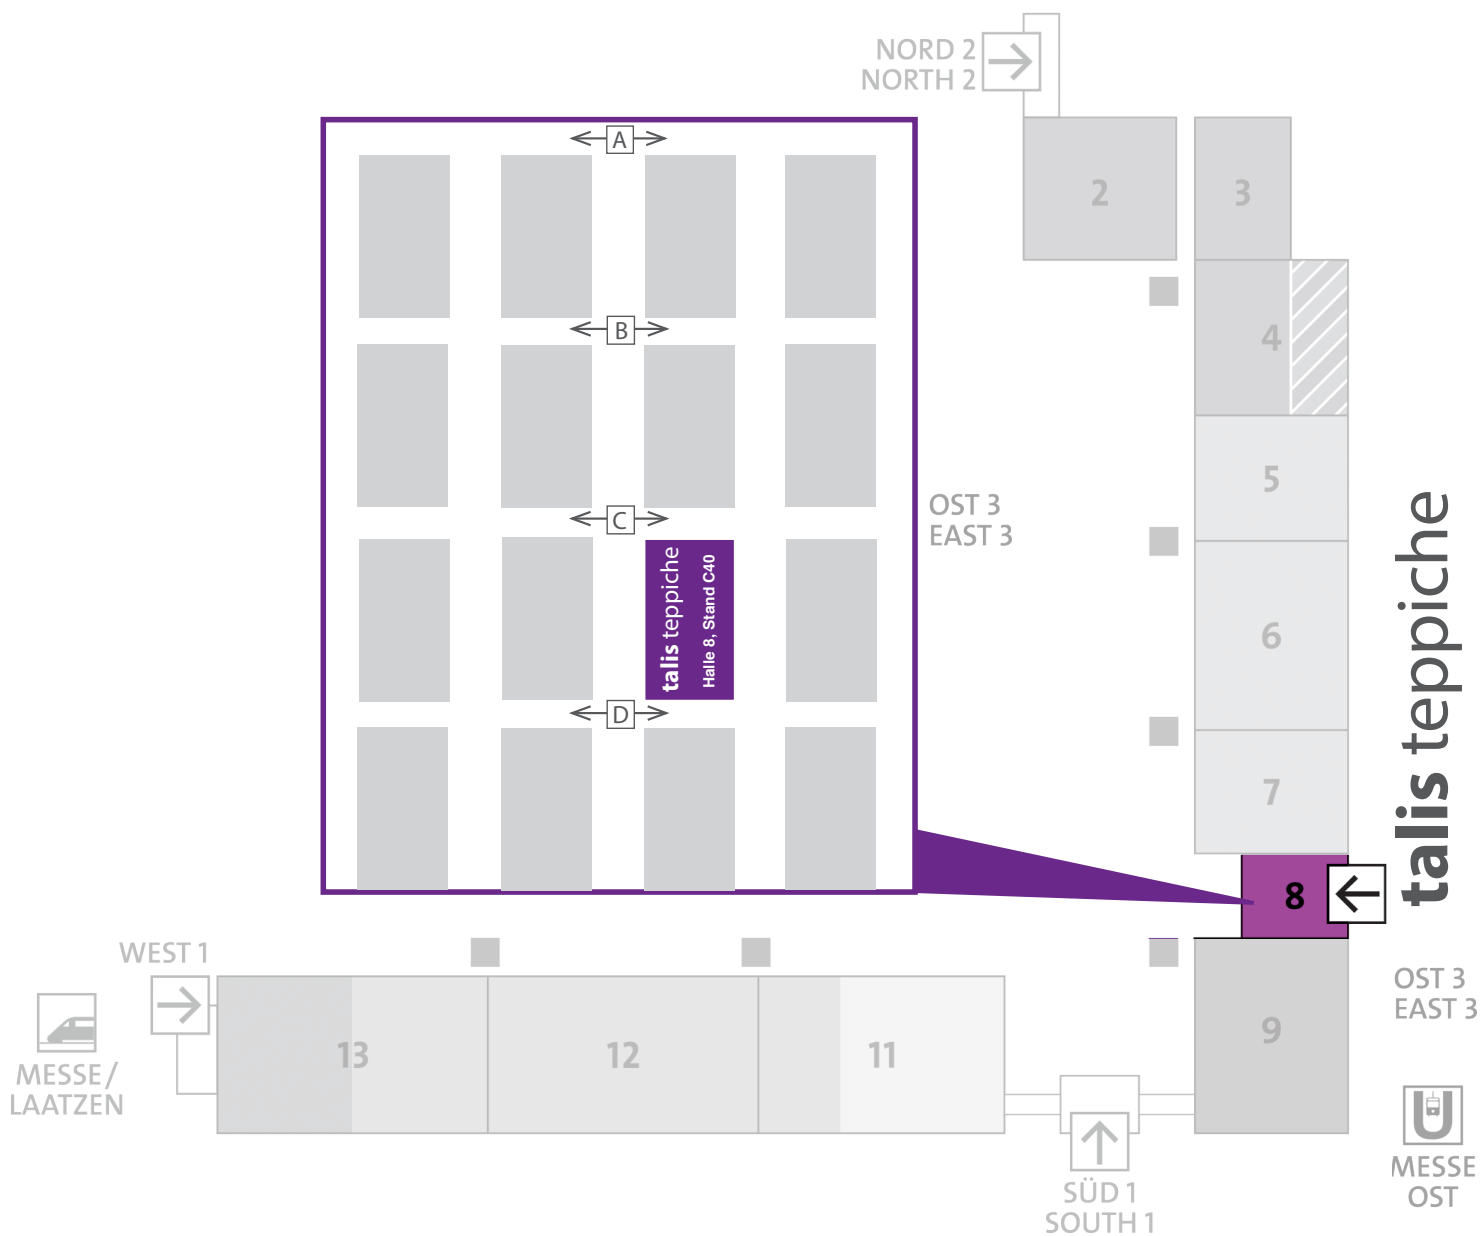 NORD 2
NORTH 2
A
B
C
D
talis teppiche
Halle 8, Stand C40
OST 3
EAST 3
2
3
4
5
6
7
8
9
talis teppiche
OST 3
EAST 3
WEST 1
MESSE/
LAATZEN
13
12
11
SÜD 1
SOUTH 1
U
MESSE
OST